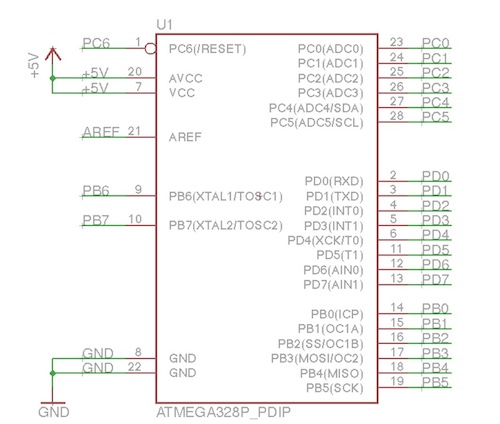 U1
PC6 1 PC6(/RESET) PC0(ADC0) 23 PC0
PC1(ADC1) 24 PC1
+5V +5V 20 AVCC PC2(ADC2) 25 PC2
+5V 7 VCC PC3(ADC3) 26 PC3
PC4(ADC4/SDA) 27 PC4
PC5(ADC5/SCL) 28 PC5
AREF 21 AREF
PD0(RXD) 2 PD0
PB6 9 PB6(XTAL1/TOSC1) PD1(TXD) 3 PD1
PD2(INT0) 4 PD2
PB7 10 PB7(XTAL2/TOSC2) PD3(INT1) 5 PD3
PD4(XCK/T0) 6 PD4
PD5(T1) 11 PD5
PD6(AIN0) 12 PD6
PD7(AIN1) 13 PD7
PB0(ICP) 14 PB0
PB1(OC1A) 15 PB1
PB2(SS/OC1B) 16 PB2
GND 8 GND PB3(MOSI/OC2) 17 PB3
GND 22 GND PB4(MISO) 18 PB4
PB5(SCK) 19 PB5
GND ATMEGA328P_PDIP